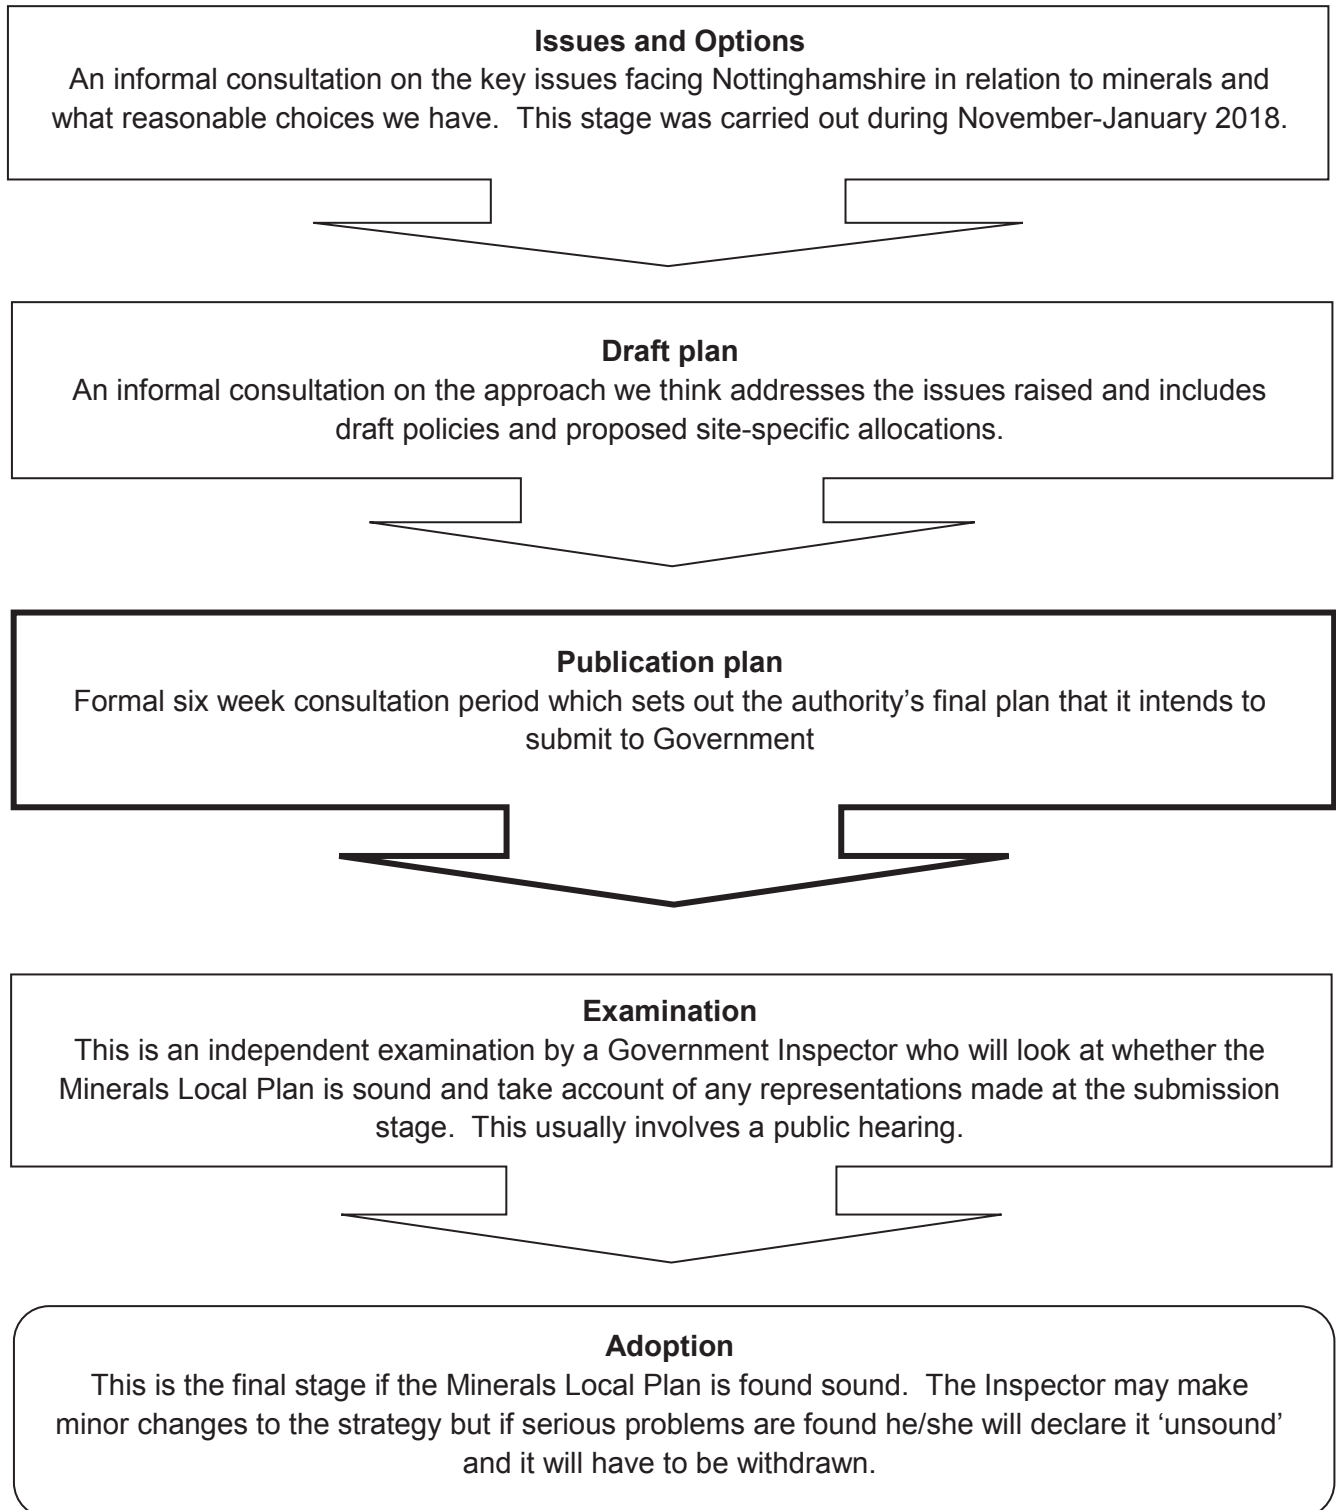 Issues and Options
An informal consultation on the key issues facing Nottinghamshire in relation to minerals and
what reasonable choices we have.  This stage was carried out during November-January 2018.
Draft plan
An informal consultation on the approach we think addresses the issues raised and includes
draft policies and proposed site-specific allocations.
Publication plan
Formal six week consultation period which sets out the authority’s final plan that it intends to
submit to Government
Examination
This is an independent examination by a Government Inspector who will look at whether the
Minerals Local Plan is sound and take account of any representations made at the submission
stage.  This usually involves a public hearing.
Adoption
This is the final stage if the Minerals Local Plan is found sound.  The Inspector may make
minor changes to the strategy but if serious problems are found he/she will declare it ‘unsound’
and it will have to be withdrawn.